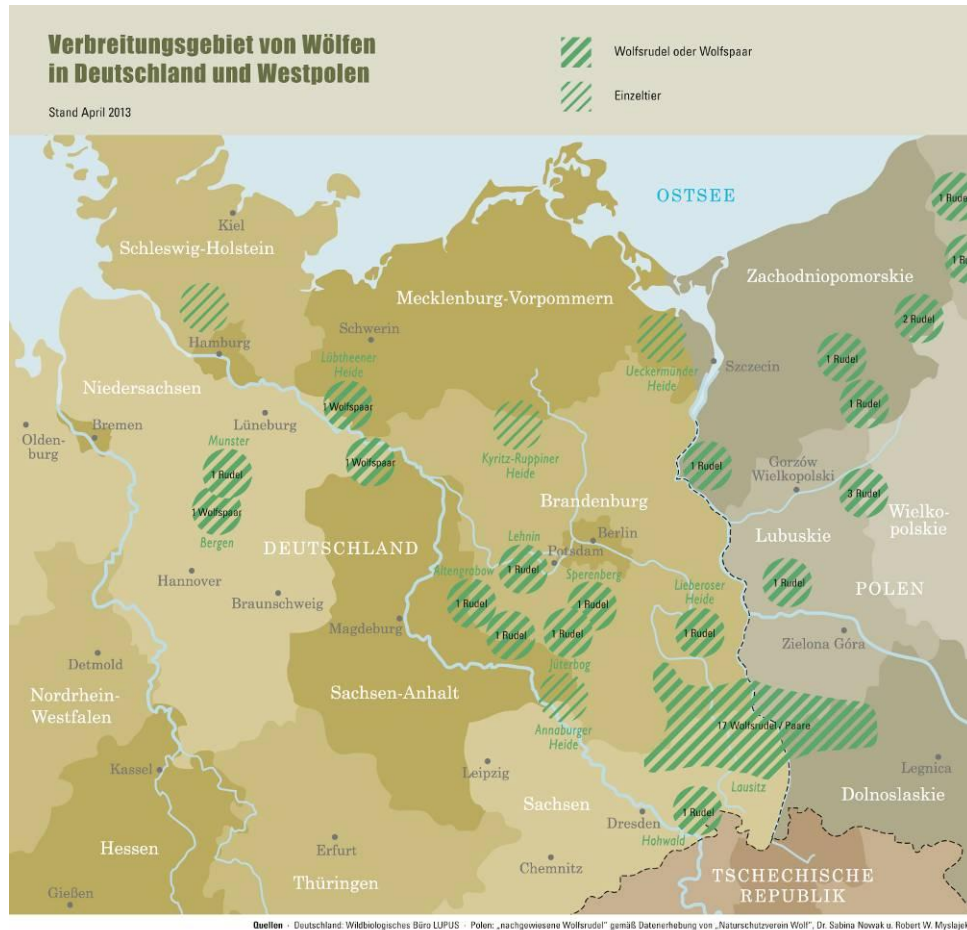 Verbreitungsgebiet von Wölfen
in Deutschland und Westpolen
Stand April 2013
Wolfsrudel oder Wolfspaar
Einzeltier
OSTSEE
Kiel
Schleswig-Holstein
1 Rudel
Zachodniopomorskie
Mecklenburg-Vorpommern
2 Rudel
Schwerin
Hamburg
Lübtheener
Heide
Ueckermünder
Heide
Szczecin
1 Rudel
Niedersachsen
1 Wolfspaar
1 Rudel
Lüneburg
Bremen
Olden-
burg
Kyritz-Ruppiner
Heide
Munster
1 Rudel
1 Wolfspaar
1 Rudel
Gorzów
Wielkopolski
3 Rudel
Brandenburg
1 Wolfspaar
Bergen
Wielko-
polskie
Lubuskie
DEUTSCHLAND
Lehnin
Berlin
Potsdam
1 Rudel
Hannover
Altengrabow
Sperenberg
Lieberoser
Heide
1 Rudel
POLEN
Braunschweig
1 Rudel
1 Rudel
Magdeburg
1 Rudel
1 Rudel
1 Rudel
Zielona Góra
Detmold
Jüterbog
Nordrhein-
Westfalen
Sachsen-Anhalt
17 Wolfsrudel / Paare
Annaburger
Heide
Kassel
Leipzig
Legnica
Lausitz
Dolnoslaskie
Sachsen
Dresden
1 Rudel
Hohwald
Hessen
Erfurt
Chemnitz
Thüringen
TSCHECHISCHE
REPUBLIK
Gießen
Quellen - Deutschland: Wildbiologisches Büro LUPUS - Polen: „nachgewiesene Wolfsrudel" gemäß Datenerhebung von „Naturschutzverein Wolf", Dr. Sabina Nowak u. Robert W. Myslajek